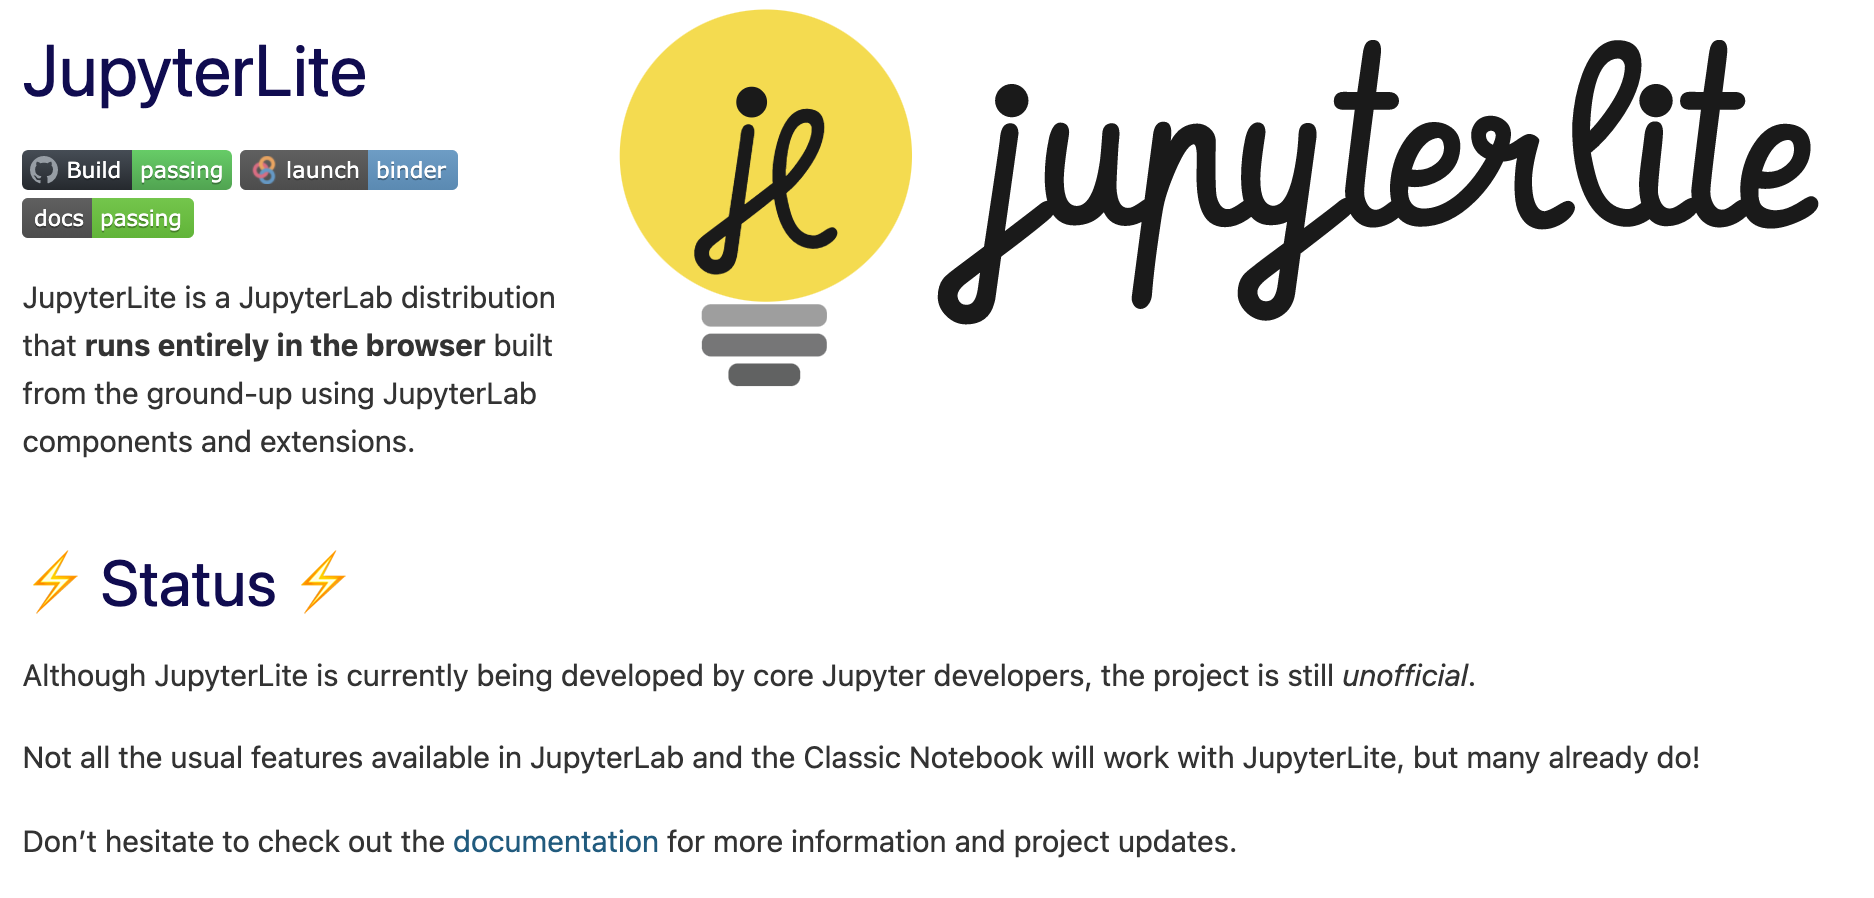 JupyterLite
Build passing launch binder
docs passing
JupyterLite is a JupyterLab distribution
that runs entirely in the browser built
from the ground-up using JupyterLab
components and extensions.
jl
jupyterlite
⚡ Status ⚡
Although JupyterLite is currently being developed by core Jupyter developers, the project is still unofficial.
Not all the usual features available in JupyterLab and the Classic Notebook will work with JupyterLite, but many already do!
Don’t hesitate to check out the documentation for more information and project updates.